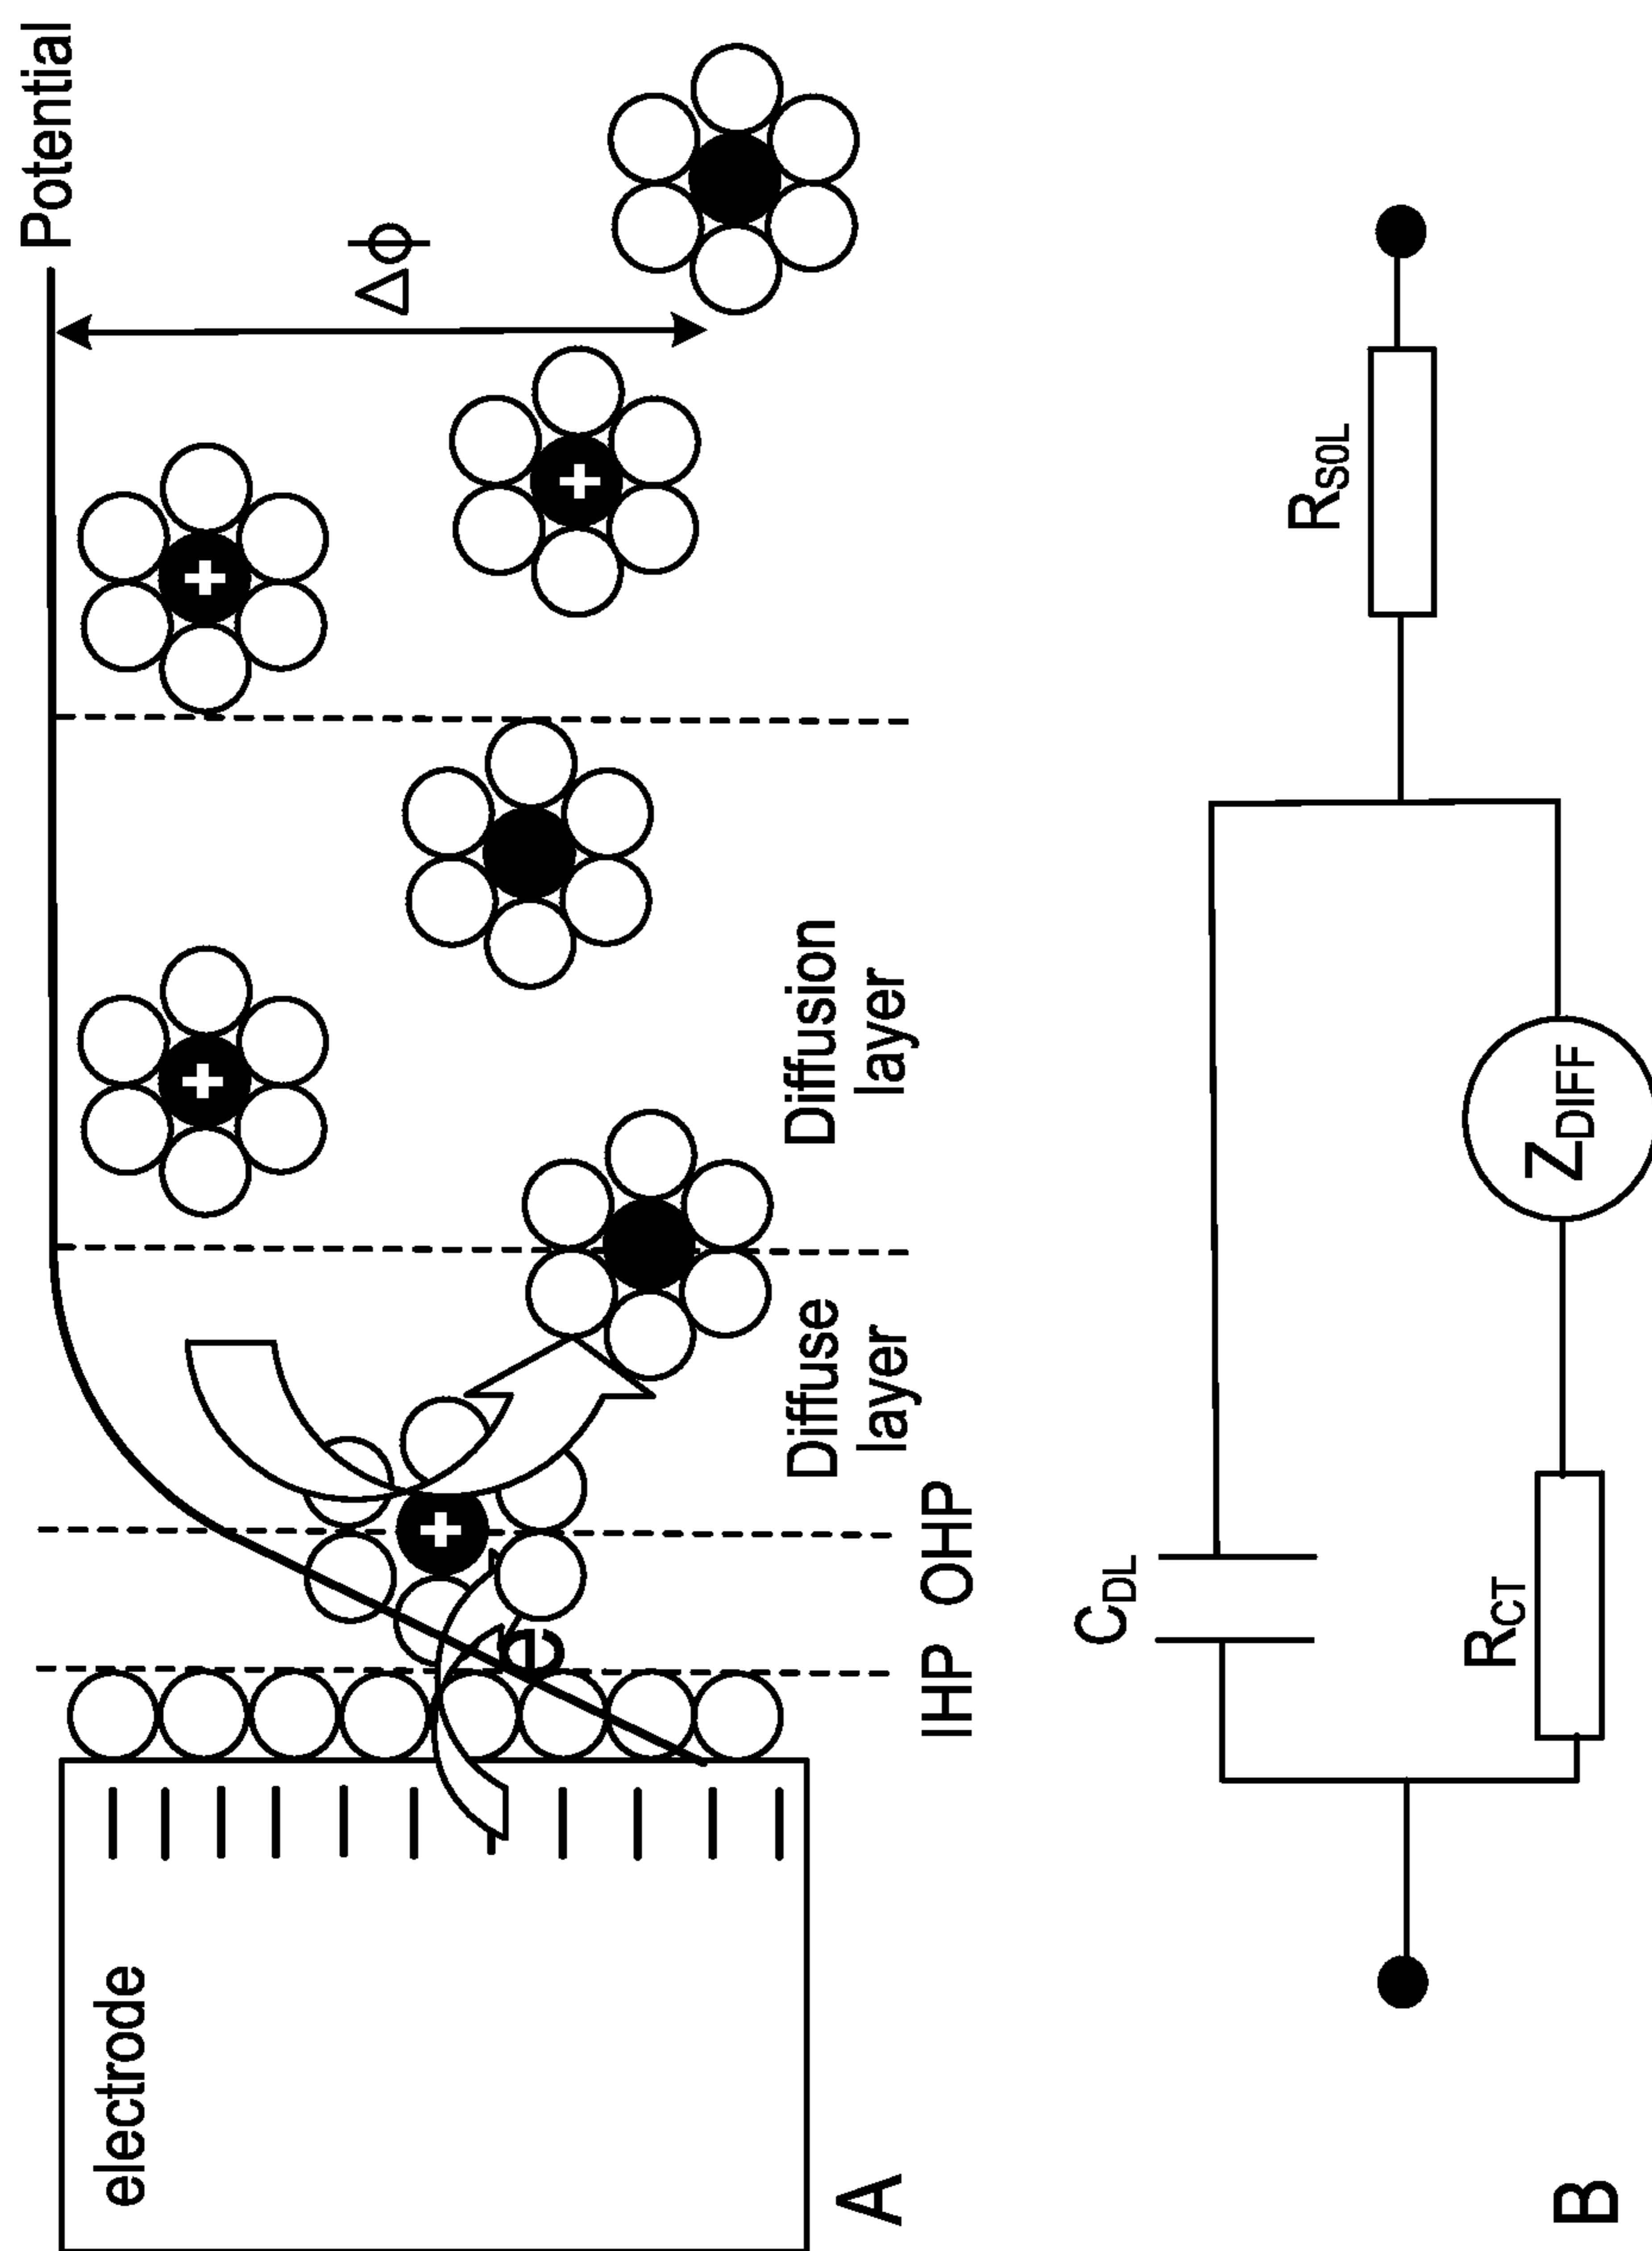 Potential
Δϕ
electrode
e
IHP OHP
Diffuse
layer
Diffusion
layer
A
C_DL
R_CT
Z_DIFF
R_SOL
B